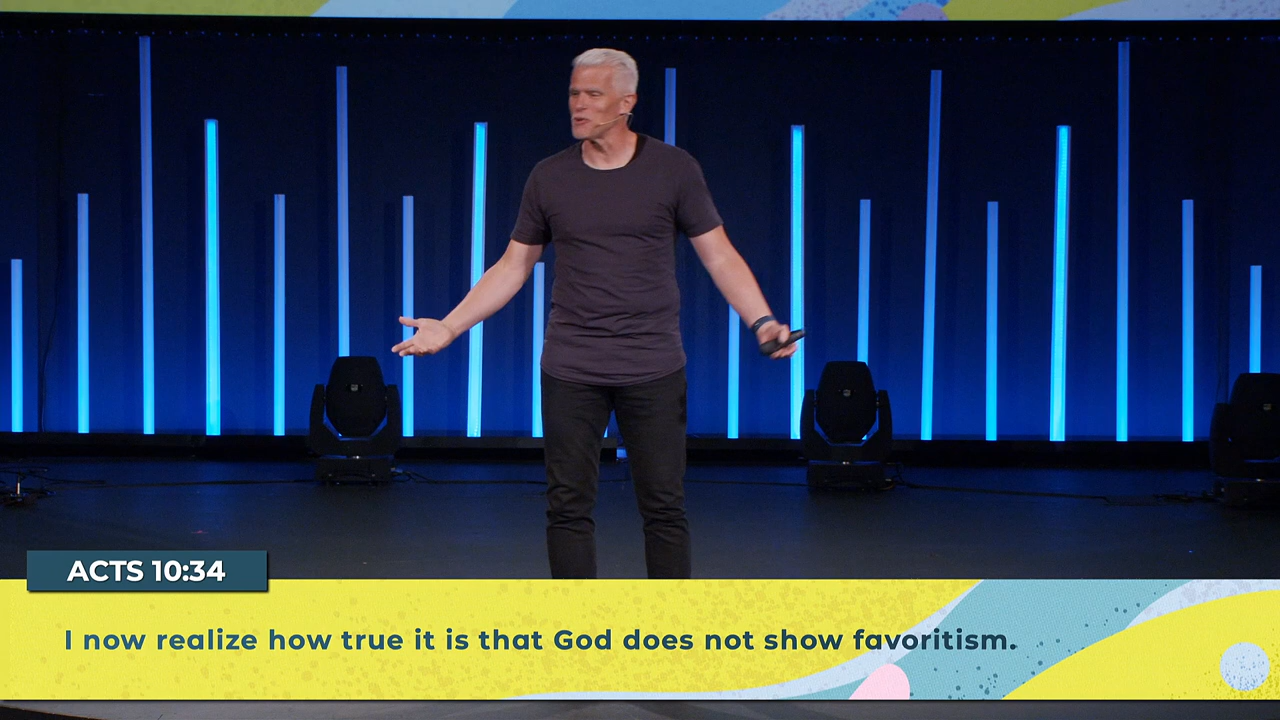 ACTS 10:34
I now realize how true it is that God does not show favoritism.